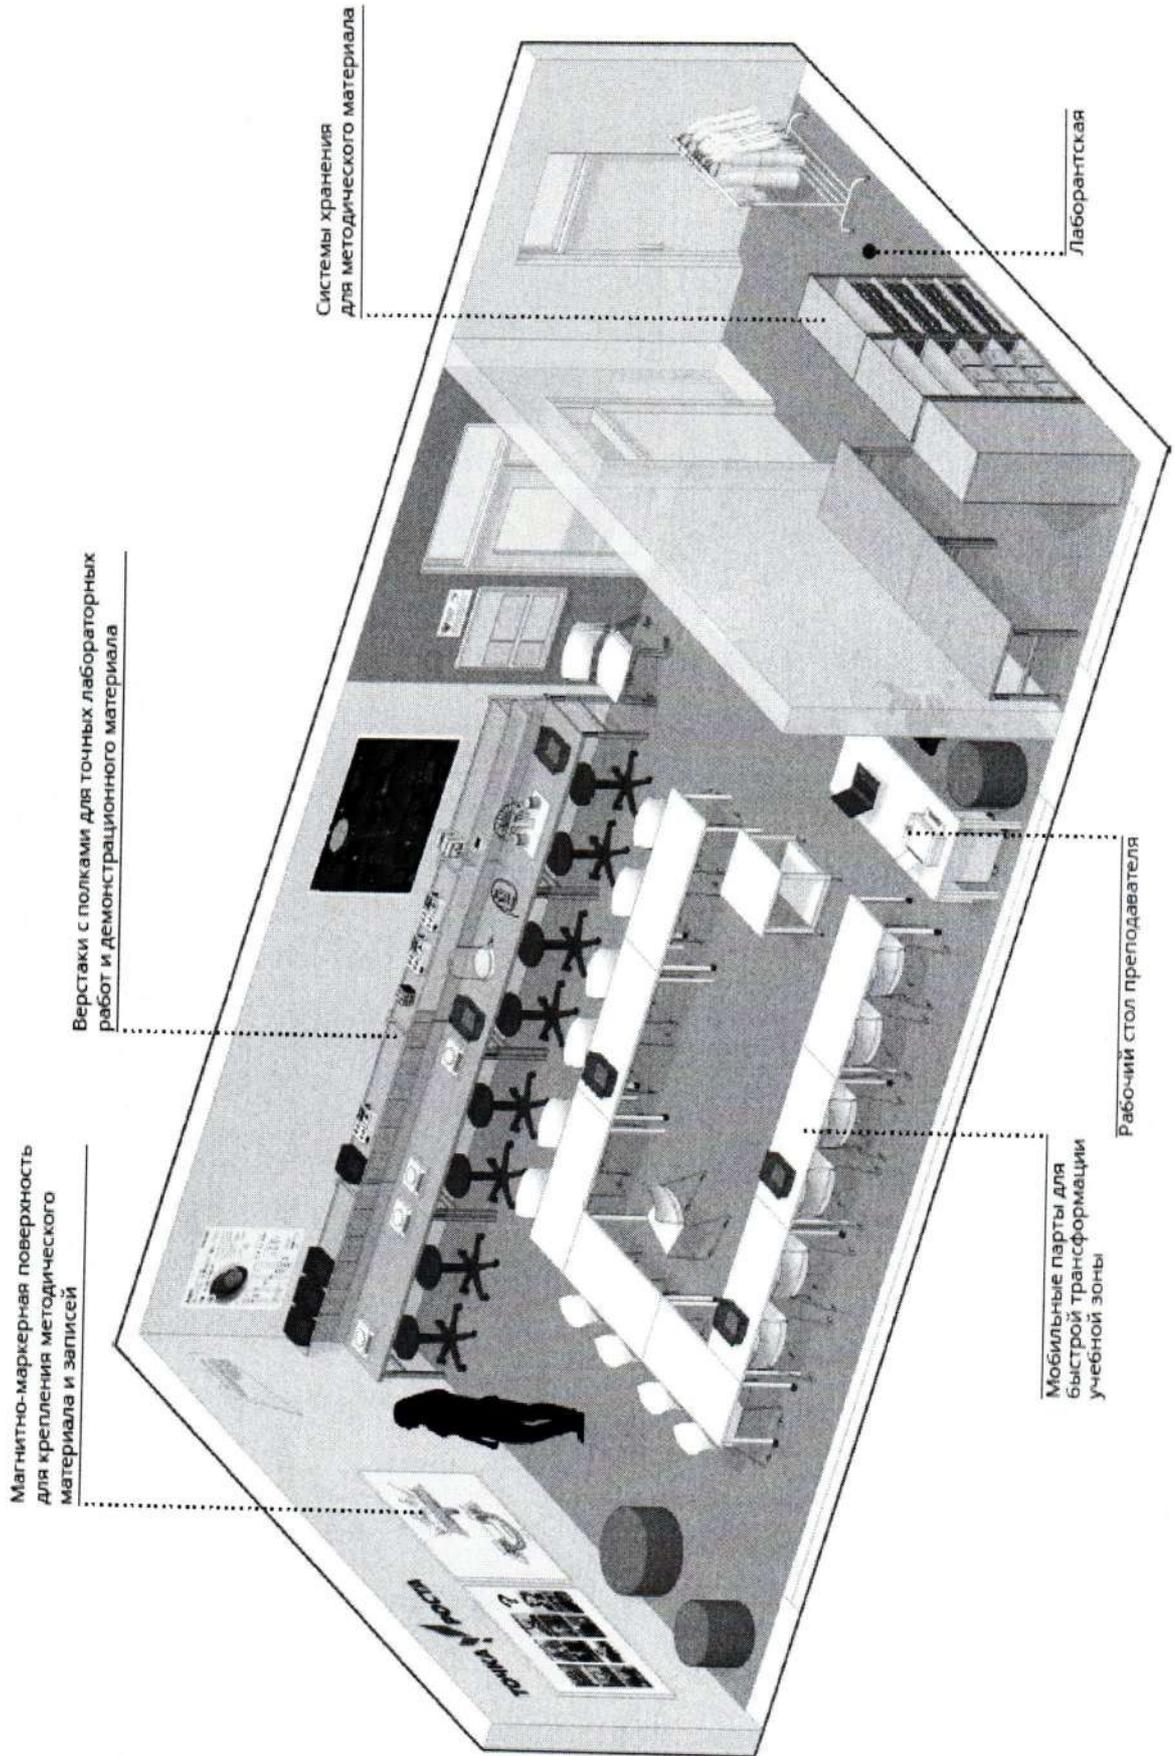 Магнитно-маркерная поверхность
для крепления методического
материала и записей
Верстаки с полками для точных лабораторных
работ и демонстрационного материала
Системы хранения
для методического материала
ТОЧКА РОСТА
Мобильные парты для
быстрой трансформации
учебной зоны
Рабочий стол преподавателя
Лаборантская